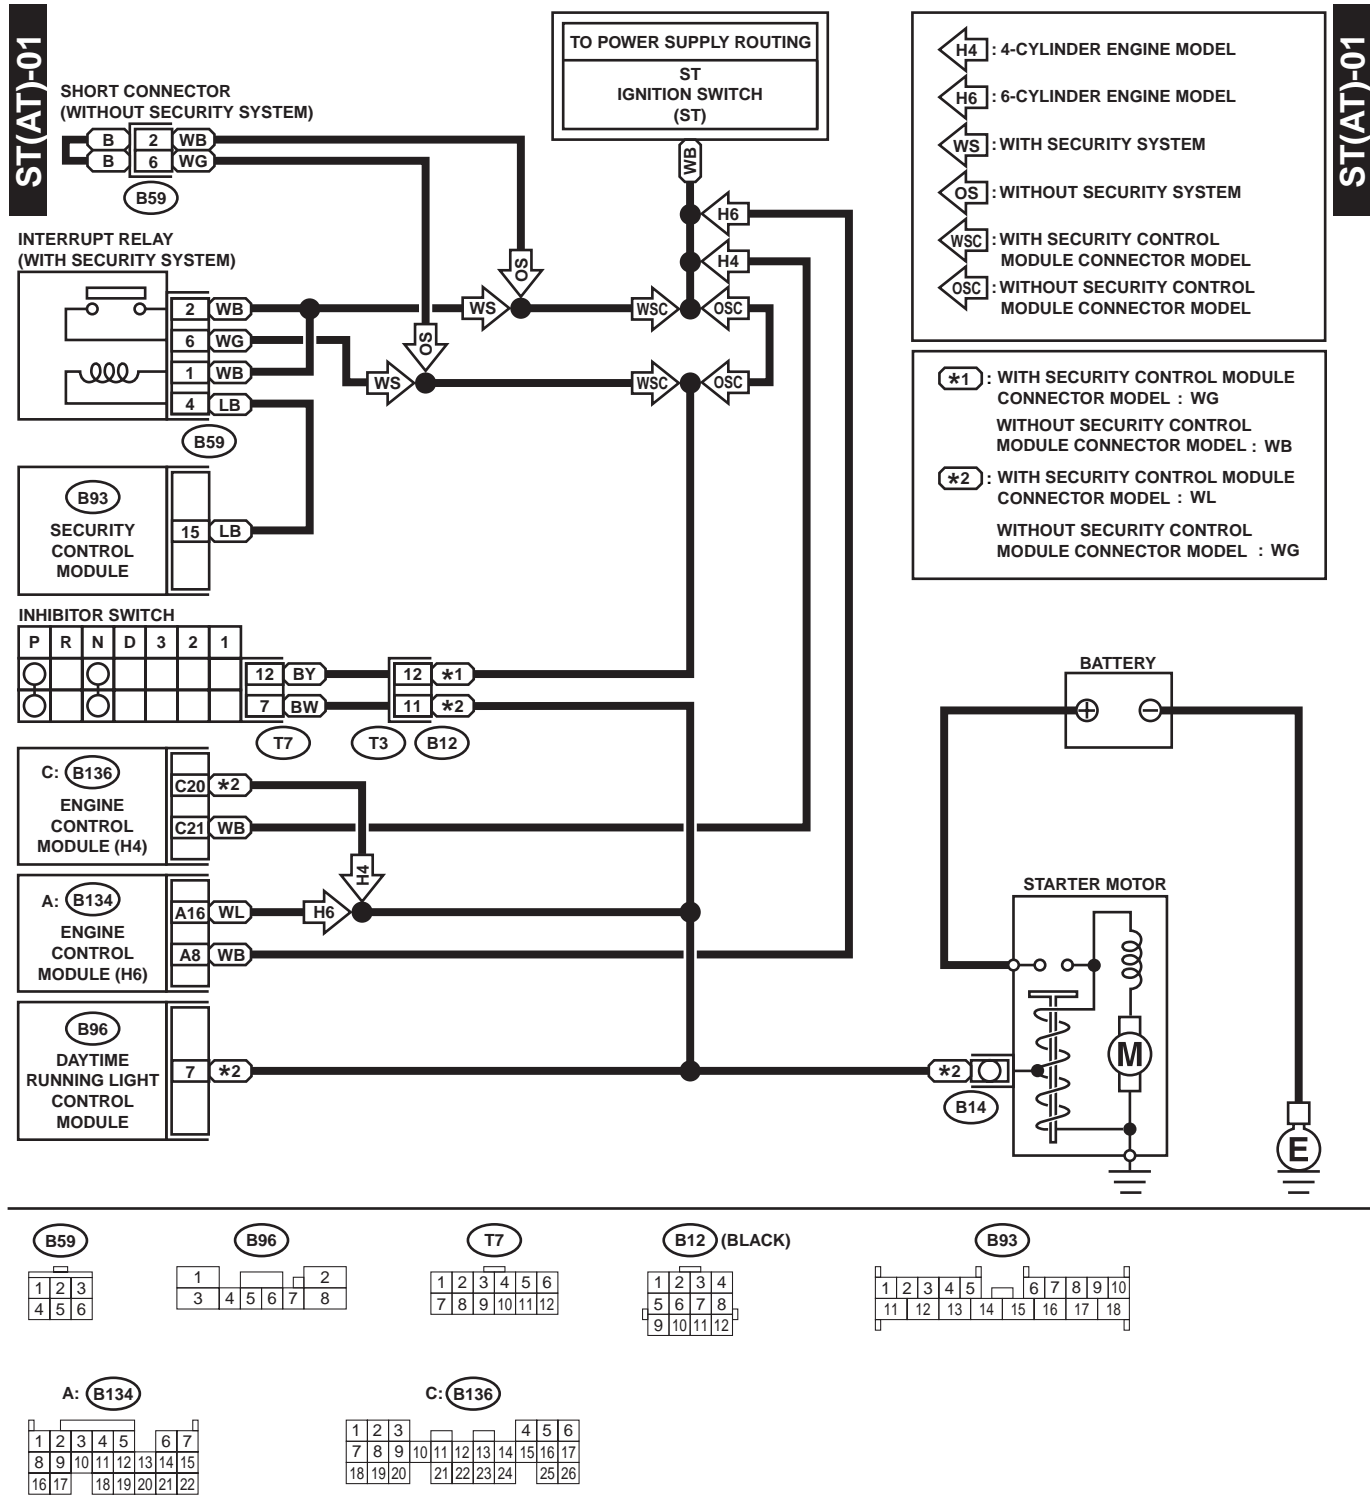 ST(AT)-01
ST(AT)-01
TO POWER SUPPLY ROUTING
ST
IGNITION SWITCH
(ST)
WB
H4 : 4-CYLINDER ENGINE MODEL
H6 : 6-CYLINDER ENGINE MODEL
WS : WITH SECURITY SYSTEM
OS : WITHOUT SECURITY SYSTEM
WSC : WITH SECURITY CONTROL
MODULE CONNECTOR MODEL
OSC : WITHOUT SECURITY CONTROL
MODULE CONNECTOR MODEL
*1 : WITH SECURITY CONTROL MODULE
CONNECTOR MODEL : WG
WITHOUT SECURITY CONTROL
MODULE CONNECTOR MODEL : WB
*2 : WITH SECURITY CONTROL MODULE
CONNECTOR MODEL : WL
WITHOUT SECURITY CONTROL
MODULE CONNECTOR MODEL : WG
SHORT CONNECTOR
(WITHOUT SECURITY SYSTEM)
B 2 WB
B 6 WG
B59
H6
H4
OS
INTERRUPT RELAY
(WITH SECURITY SYSTEM)
2 WB WS WSC OSC
6 WG OS
1 WB WS WSC OSC
4 LB
B59
B93
SECURITY
CONTROL
MODULE
15 LB
INHIBITOR SWITCH
P R N D 3 2 1
12 BY 12 *1
7 BW 11 *2
T7 T3 B12
C: B136
ENGINE
CONTROL
MODULE (H4)
C20 *2
C21 WB
H4
A: B134
ENGINE
CONTROL
MODULE (H6)
A16 WL H6
A8 WB
B96
DAYTIME
RUNNING LIGHT
CONTROL
MODULE
7 *2
*2
B14
BATTERY
+ −
STARTER MOTOR
M
E
B59
1 2 3
4 5 6
B96
1 2
3 4 5 6 7 8
T7
1 2 3 4 5 6
7 8 9 10 11 12
B12 (BLACK)
1 2 3 4
5 6 7 8
9 10 11 12
B93
1 2 3 4 5 6 7 8 9 10
11 12 13 14 15 16 17 18
A: B134
1 2 3 4 5 6 7
8 9 10 11 12 13 14 15
16 17 18 19 20 21 22
C: B136
1 2 3 4 5 6
7 8 9 10 11 12 13 14 15 16 17
18 19 20 21 22 23 24 25 26